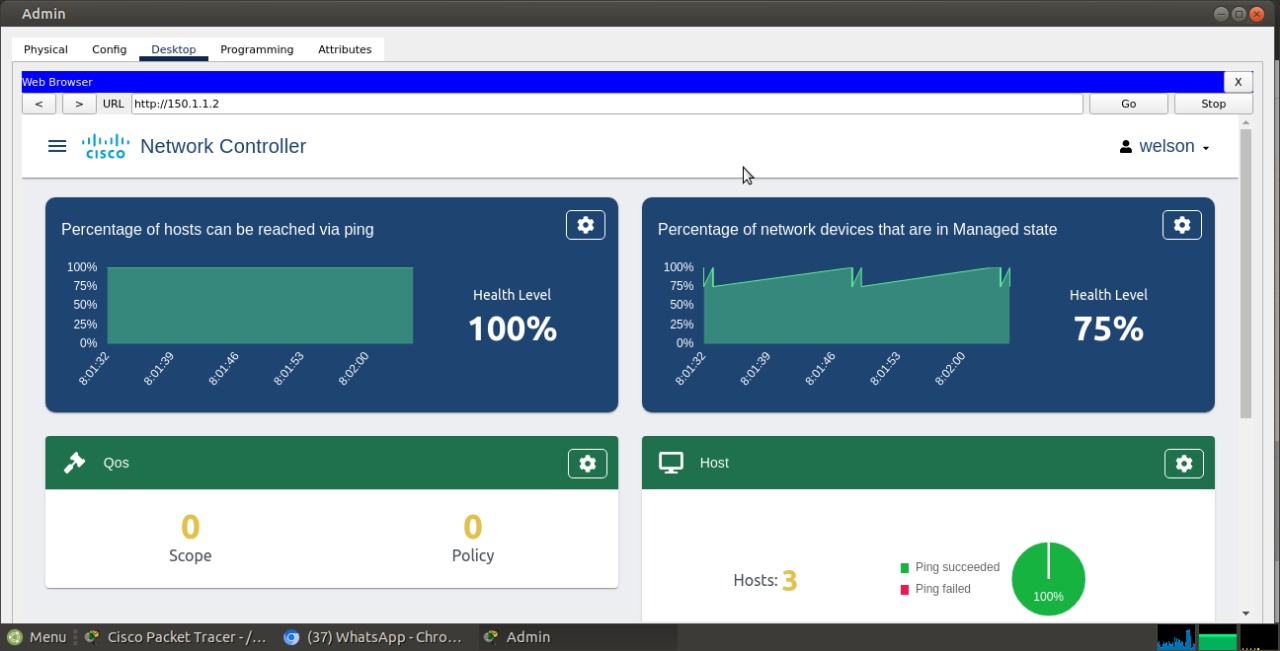 Admin
Physical Config Desktop Programming Attributes
Web Browser X
< > URL http://150.1.1.2 Go Stop
CISCO Network Controller welson
Percentage of hosts can be reached via ping
100%
75%
50%
25%
0%
8:01:32 8:01:39 8:01:46 8:01:53 8:02:00
Health Level
100%
Percentage of network devices that are in Managed state
100%
75%
50%
25%
0%
8:01:32 8:01:39 8:01:46 8:01:53 8:02:00
Health Level
75%
Qos
0 0
Scope Policy
Host
Hosts: 3
Ping succeeded
Ping failed
100%
Menu Cisco Packet Tracer - /... (37) WhatsApp - Chro... Admin